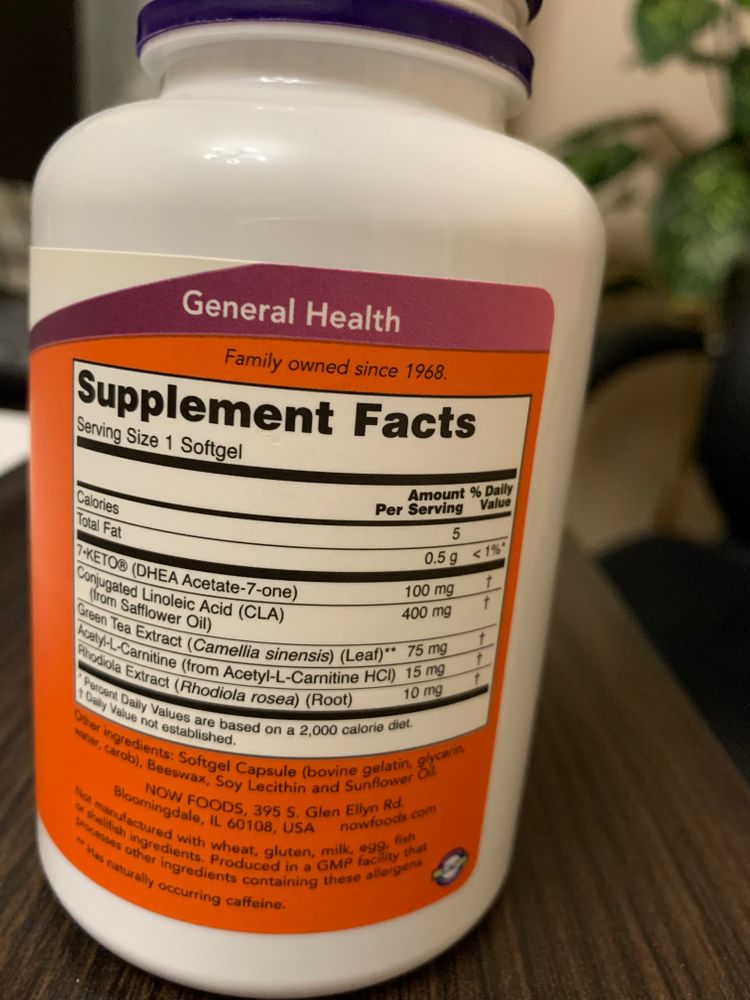 General Health
Family owned since 1968.
Supplement Facts
Serving Size 1 Softgel
Amount Per Serving % Daily Value
Calories 5
Total Fat 0.5 g <1%*
7•KETO® (DHEA Acetate-7-one) 100 mg †
Conjugated Linoleic Acid (CLA) 400 mg †
(from Safflower Oil)
Green Tea Extract (Camellia sinensis) (Leaf)** 75 mg †
Acetyl-L-Carnitine (from Acetyl-L-Carnitine HCl) 15 mg †
Rhodiola Extract (Rhodiola rosea) (Root) 10 mg †
* Percent Daily Values are based on a 2,000 calorie diet.
† Daily Value not established.
Other ingredients: Softgel Capsule (bovine gelatin, glycerin,
water, carob), Beeswax, Soy Lecithin and Sunflower Oil.
NOW FOODS, 395 S. Glen Ellyn Rd.
Bloomingdale, IL 60108, USA nowfoods.com
Not manufactured with wheat, gluten, milk, egg, fish
or shellfish ingredients. Produced in a GMP facility that
processes other ingredients containing these allergens.
** Has naturally occurring caffeine.